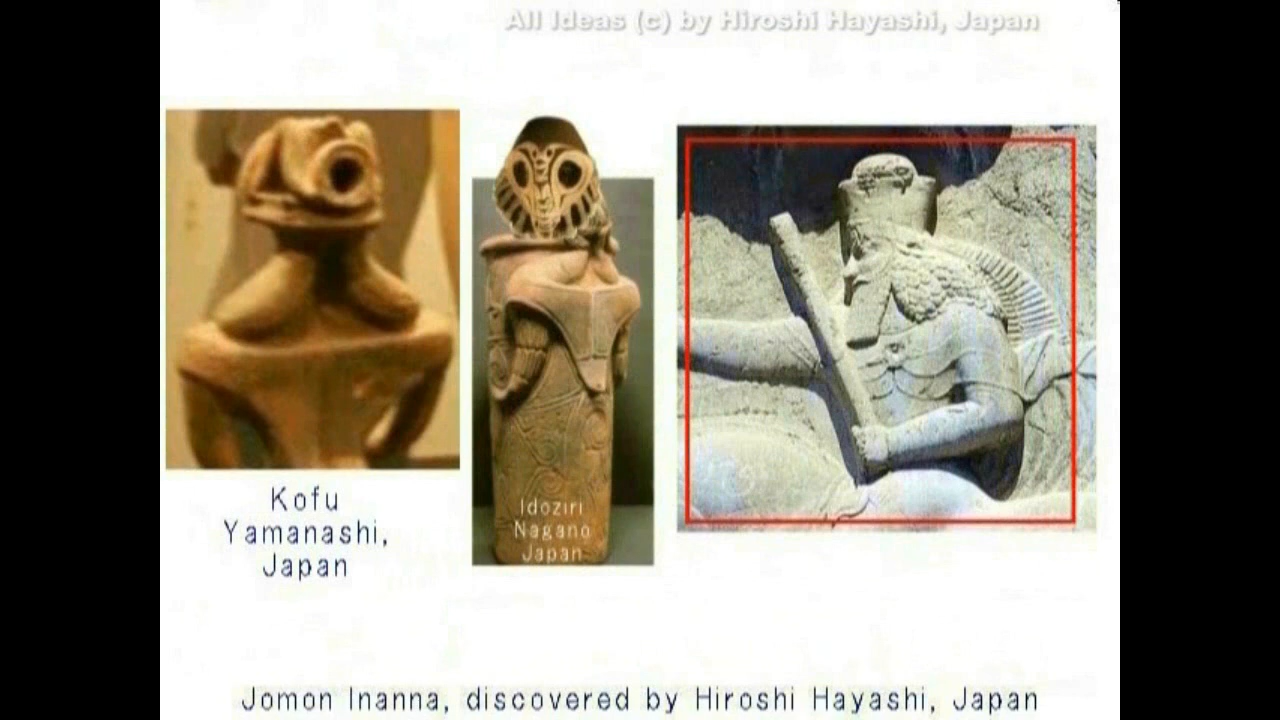 All Ideas (c) by Hiroshi Hayashi, Japan
Kofu
Yamanashi,
Japan
Idoziri
Nagano
Japan
Jomon Inanna, discovered by Hiroshi Hayashi, Japan